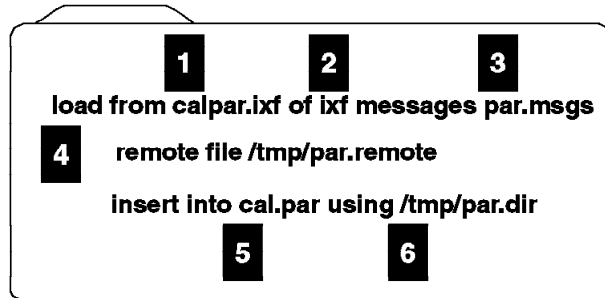 1 2 3
load from calpar.ixf of ixf messages par.msgs
4 remote file /tmp/par.remote
insert into cal.par using /tmp/par.dir
5 6